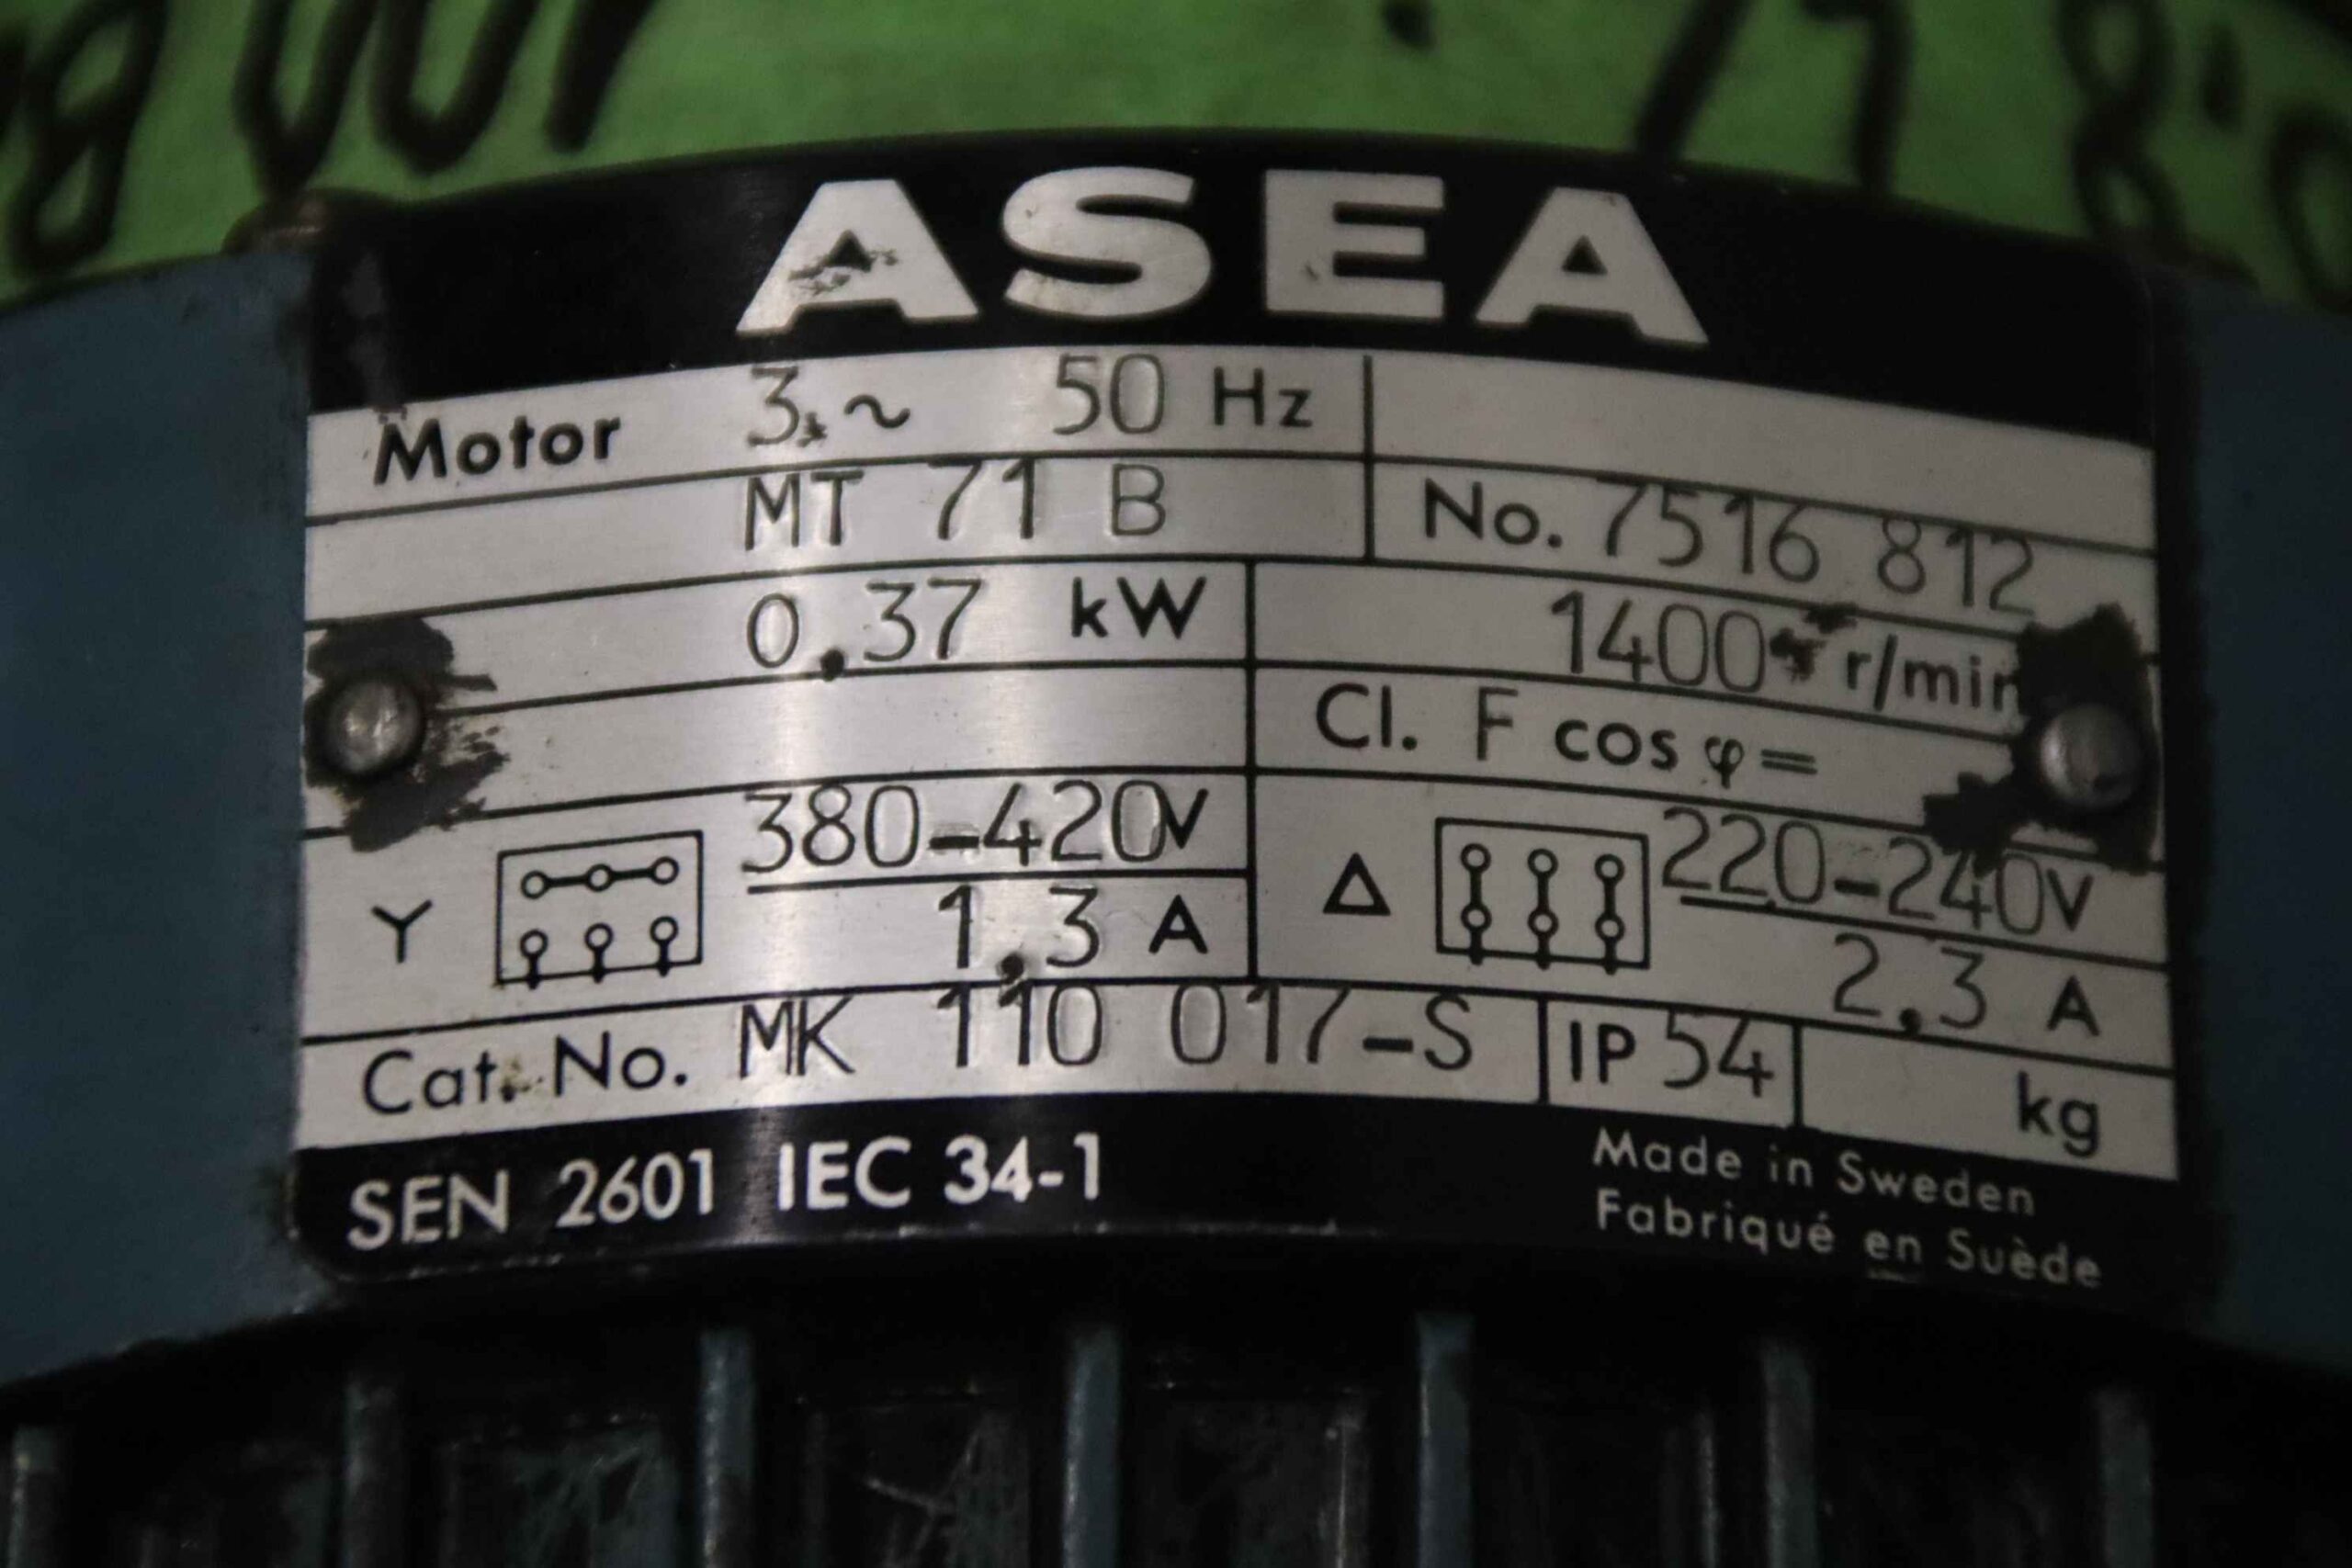 ASEA
Motor 3~ 50 Hz
MT 71 B No. 7516 812
0,37 kW 1400 r/min
Cl. F cos φ=
Y 380-420V Δ 220-240V
1,3 A 2,3 A
Cat. No. MK 110 017-S IP 54 kg
SEN 2601 IEC 34-1
Made in Sweden
Fabriqué en Suède